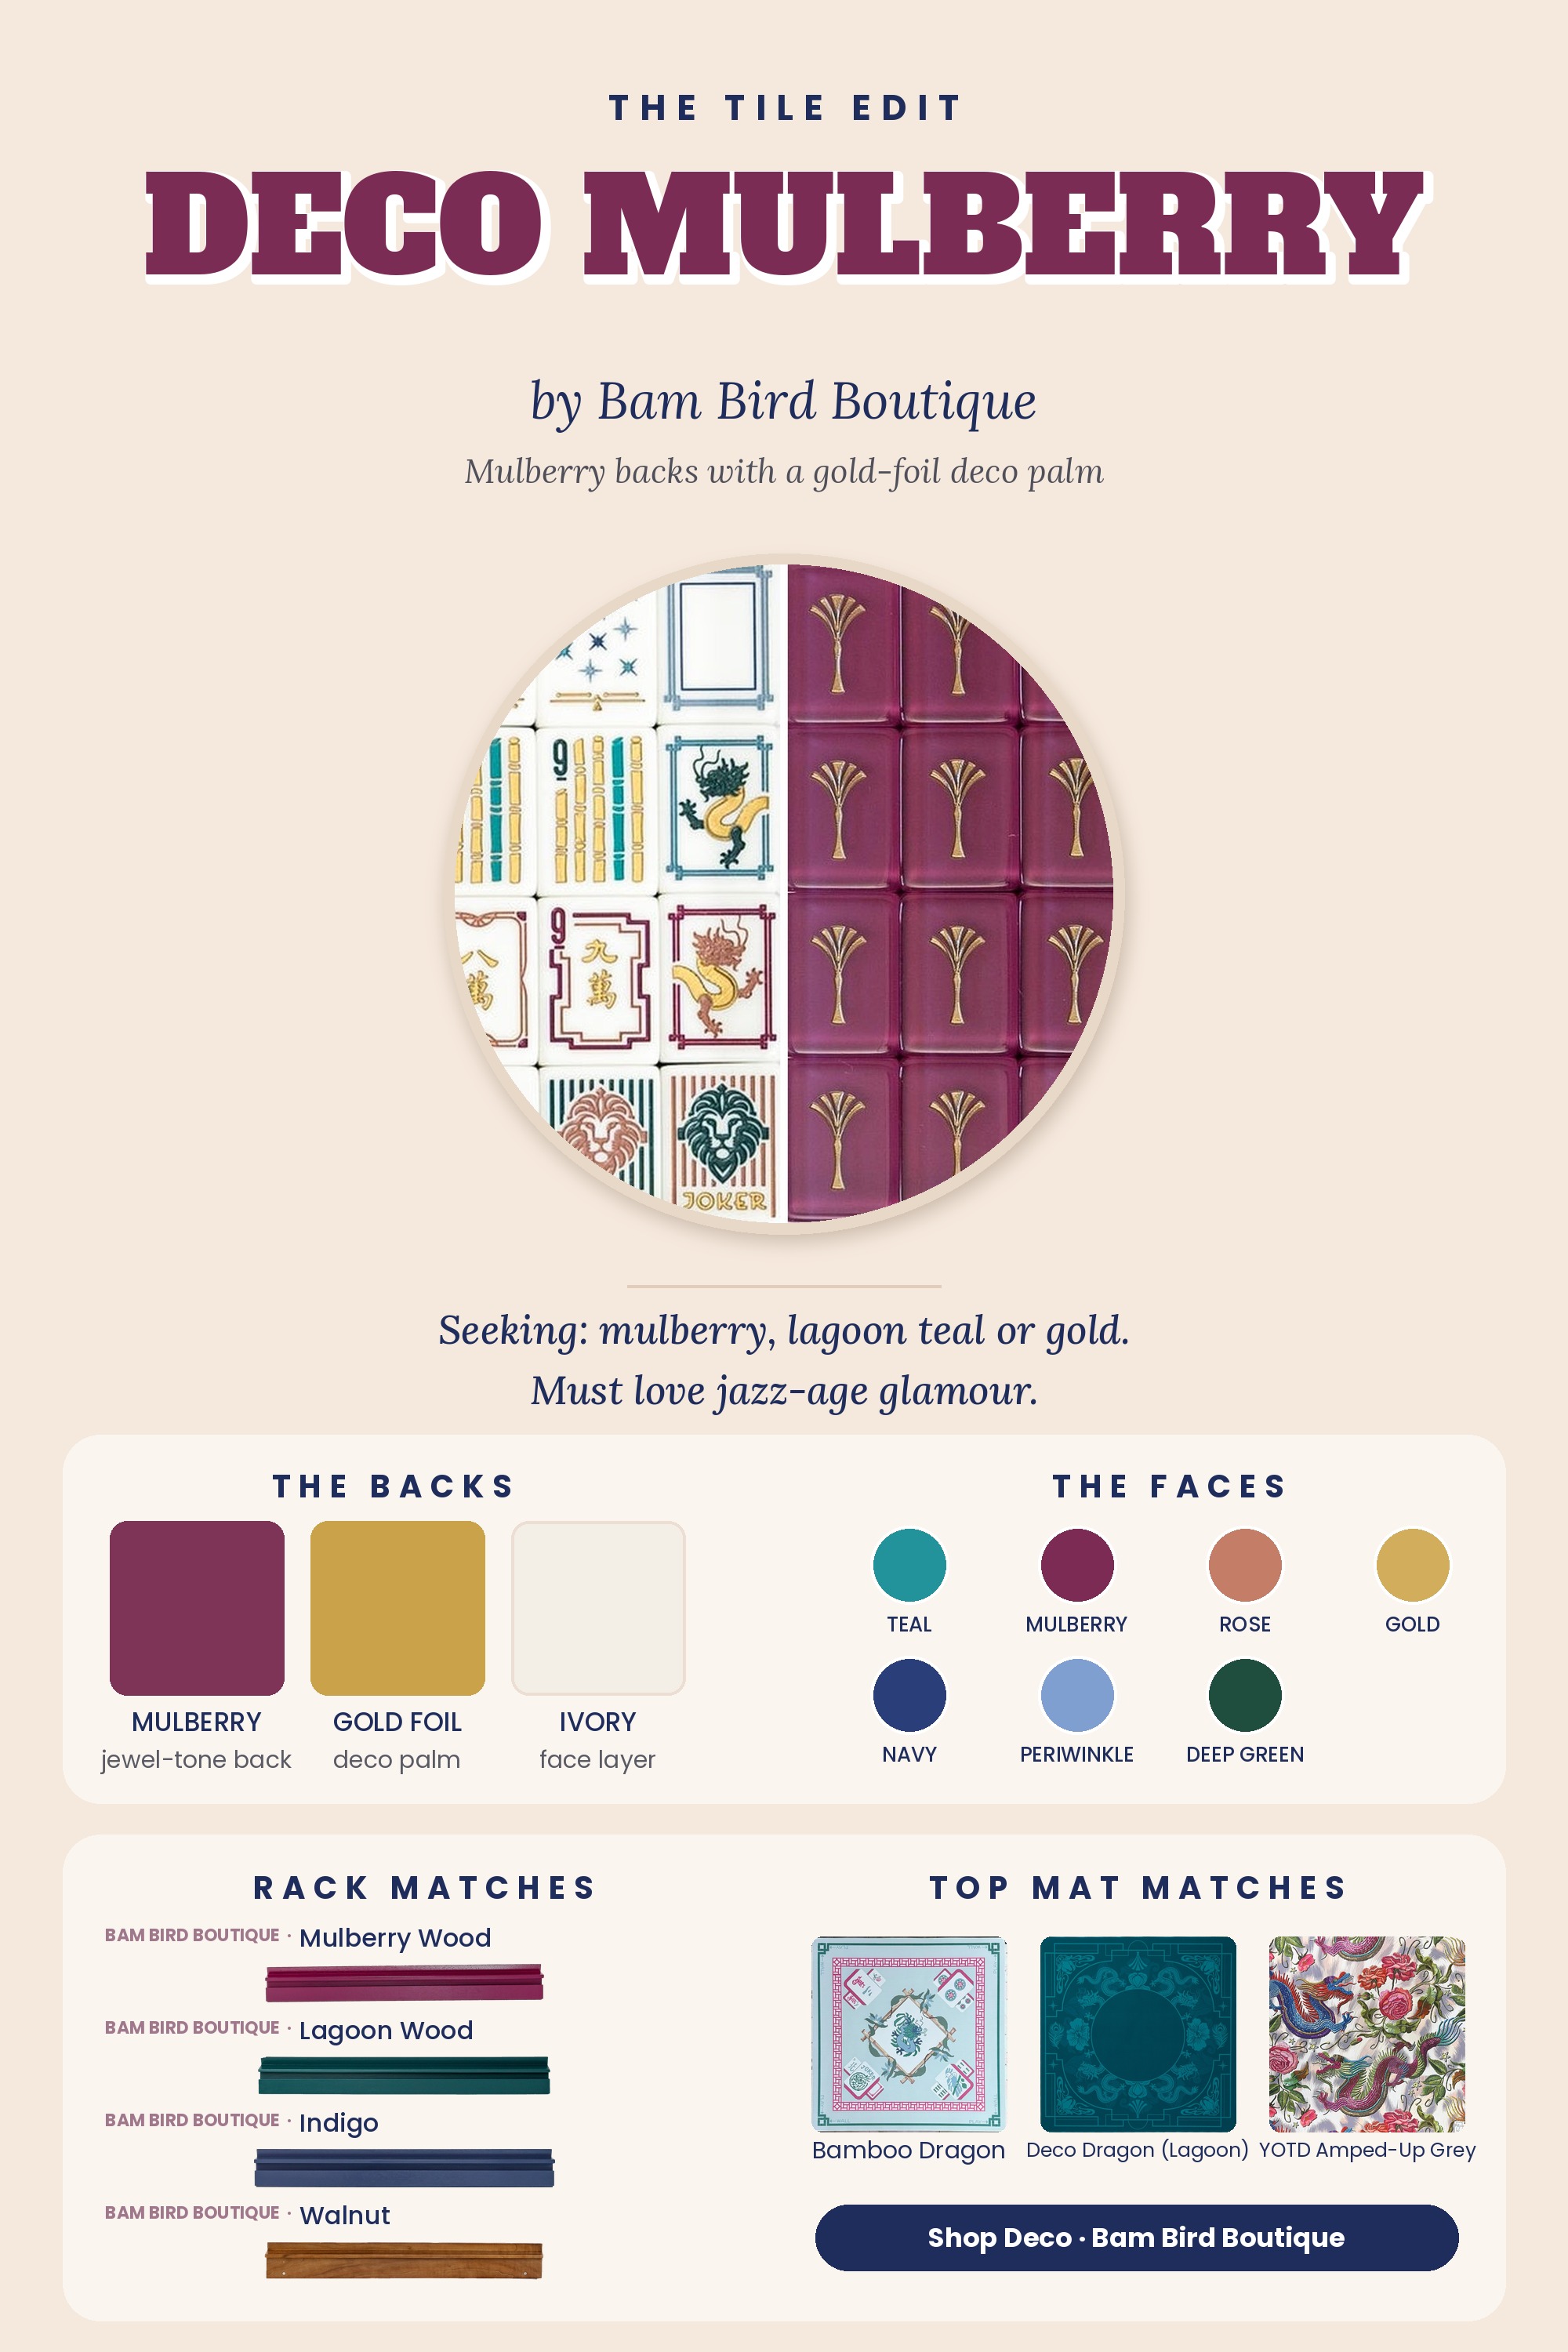 THE TILE EDIT
DECO MULBERRY
by Bam Bird Boutique
Mulberry backs with a gold-foil deco palm
9
9
九
八
萬
萬
JOKER
Seeking: mulberry, lagoon teal or gold.
Must love jazz-age glamour.
THE BACKS
MULBERRY
jewel-tone back
GOLD FOIL
deco palm
IVORY
face layer
THE FACES
TEAL
MULBERRY
ROSE
GOLD
NAVY
PERIWINKLE
DEEP GREEN
RACK MATCHES
BAM BIRD BOUTIQUE · Mulberry Wood
BAM BIRD BOUTIQUE · Lagoon Wood
BAM BIRD BOUTIQUE · Indigo
BAM BIRD BOUTIQUE · Walnut
TOP MAT MATCHES
Bamboo Dragon
Deco Dragon (Lagoon)
YOTD Amped-Up Grey
Shop Deco · Bam Bird Boutique